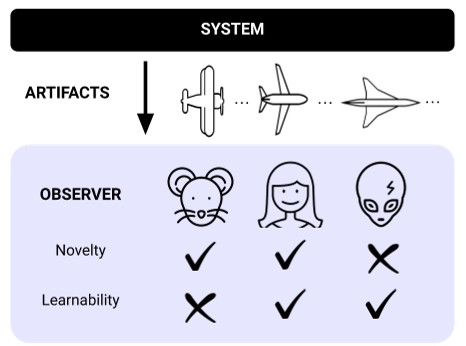 SYSTEM
ARTIFACTS
... ... ...
OBSERVER
Novelty
Learnability